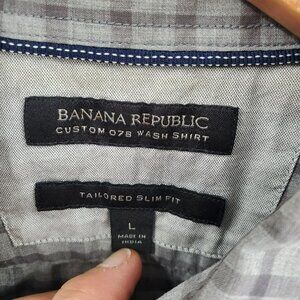 BANANA REPUBLIC
CUSTOM 078 WASH SHIRT
TAILORED SLIM FIT
L
MADE IN
INDIA